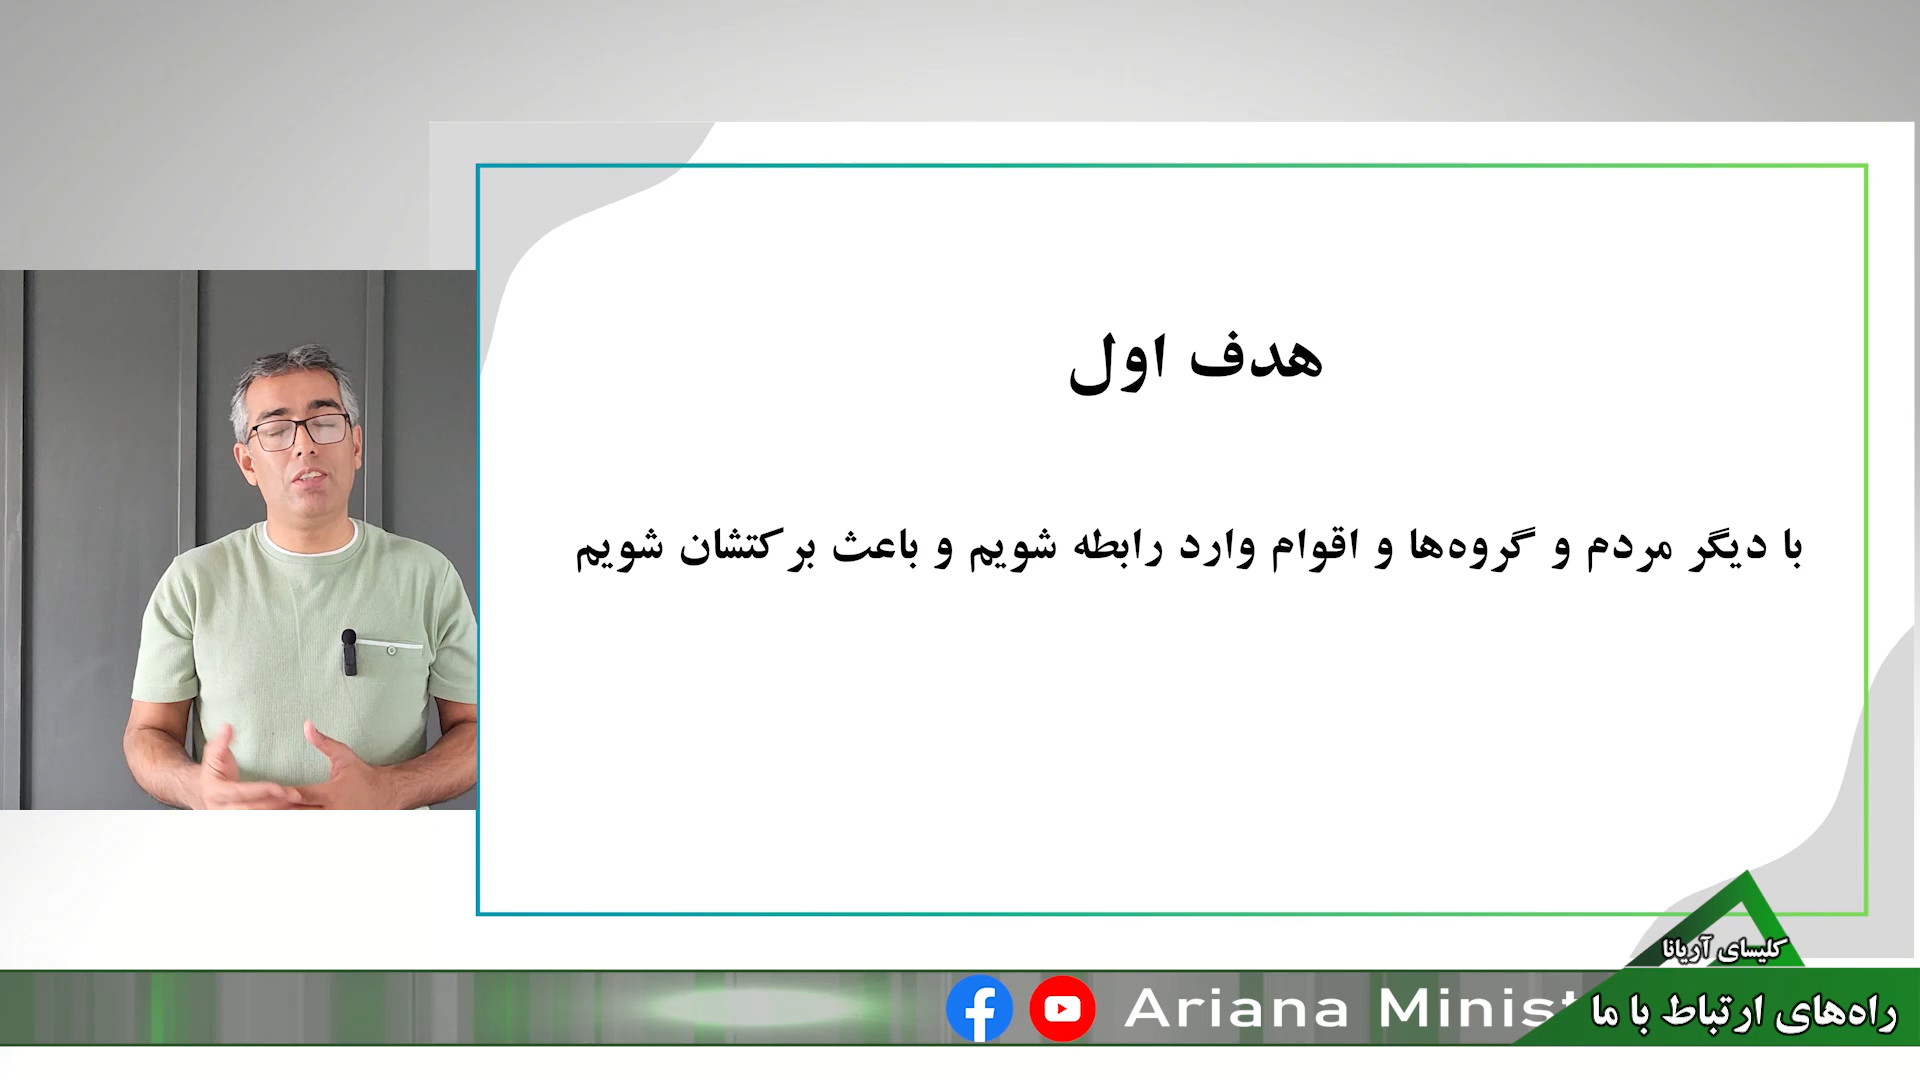 هدف اول
با دیگر مردم و گروه‌ها و اقوام وارد رابطه شویم و باعث برکتشان شویم
کلیسای آریانا
راه‌های ارتباط با ما
Ariana Minist